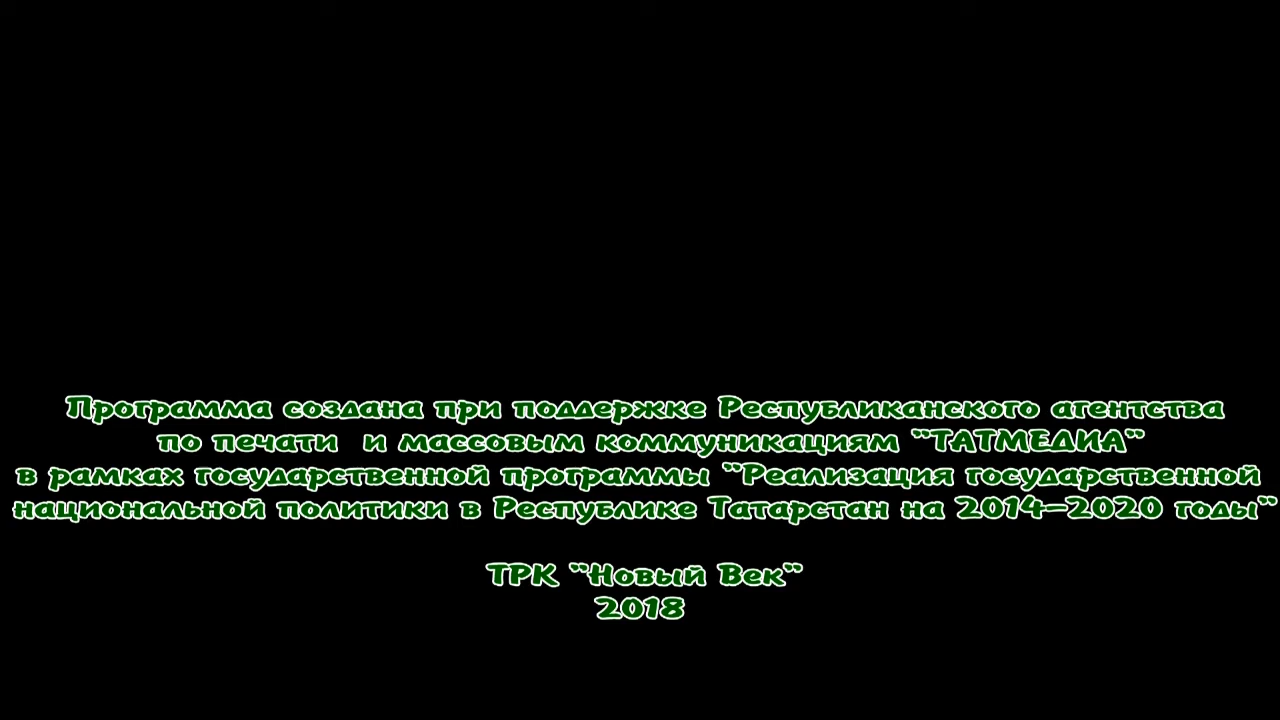 Программа создана при поддержке Республиканского агентства
по печати и массовым коммуникациям "ТАТМЕДИА"
в рамках государственной программы "Реализация государственной
национальной политики в Республике Татарстан на 2014-2020 годы"
ТРК "Новый Век"
2018